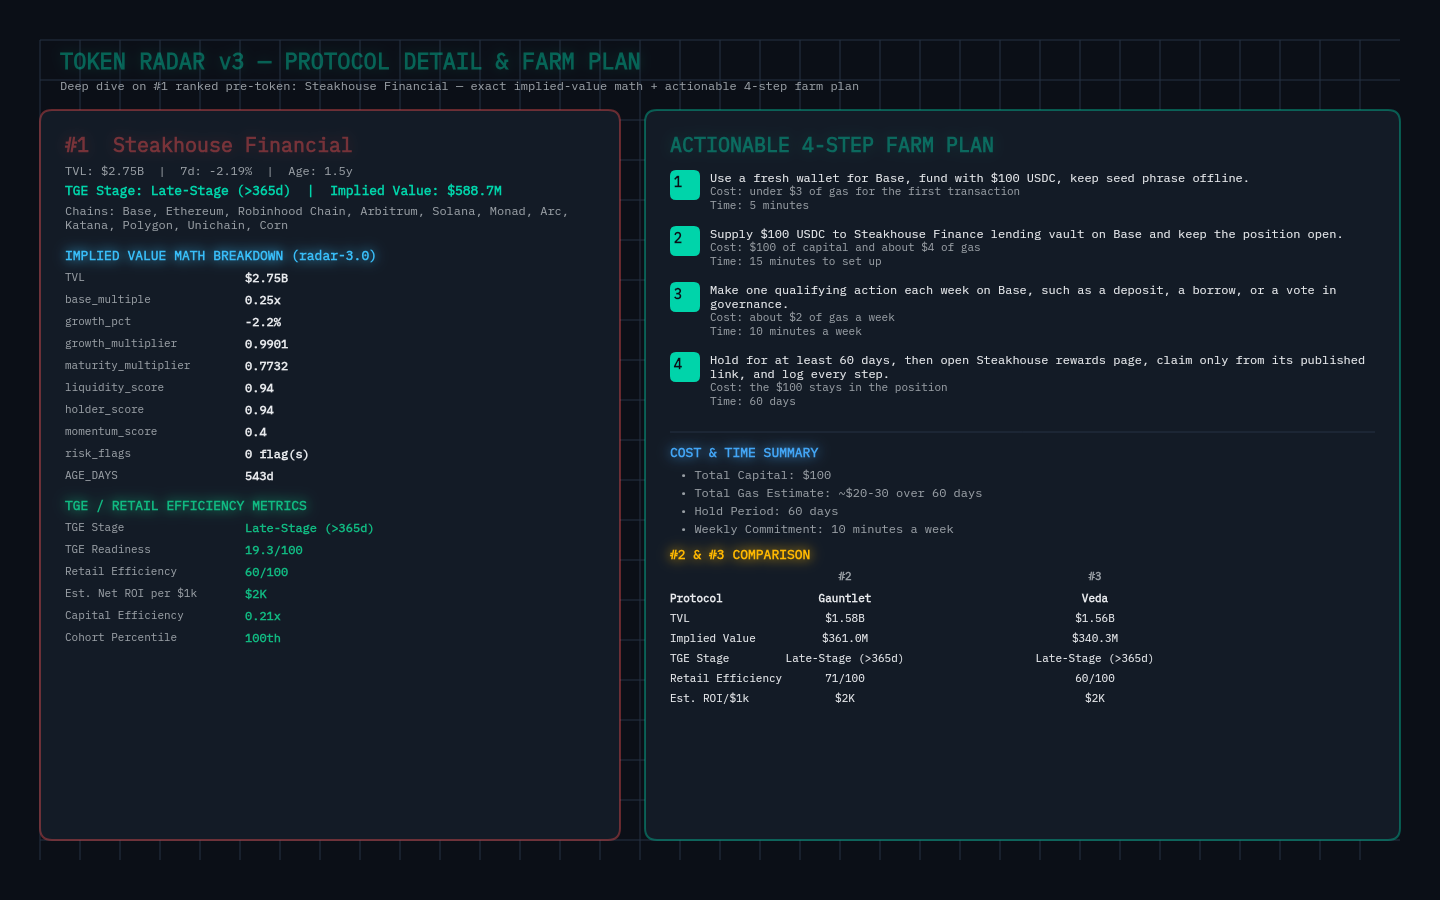 TOKEN RADAR v3 — PROTOCOL DETAIL & FARM PLAN
Deep dive on #1 ranked pre-token: Steakhouse Financial — exact implied-value math + actionable 4-step farm plan
#1 Steakhouse Financial
TVL: $2.75B | 7d: -2.19% | Age: 1.5y
TGE Stage: Late-Stage (>365d) | Implied Value: $588.7M
Chains: Base, Ethereum, Robinhood Chain, Arbitrum, Solana, Monad, Arc,
Katana, Polygon, Unichain, Corn
IMPLIED VALUE MATH BREAKDOWN (radar-3.0)
TVL $2.75B
base_multiple 0.25x
growth_pct -2.2%
growth_multiplier 0.9901
maturity_multiplier 0.7732
liquidity_score 0.94
holder_score 0.94
momentum_score 0.4
risk_flags 0 flag(s)
AGE_DAYS 543d
TGE / RETAIL EFFICIENCY METRICS
TGE Stage Late-Stage (>365d)
TGE Readiness 19.3/100
Retail Efficiency 60/100
Est. Net ROI per $1k $2K
Capital Efficiency 0.21x
Cohort Percentile 100th
ACTIONABLE 4-STEP FARM PLAN
1 Use a fresh wallet for Base, fund with $100 USDC, keep seed phrase offline.
Cost: under $3 of gas for the first transaction
Time: 5 minutes
2 Supply $100 USDC to Steakhouse Finance lending vault on Base and keep the position open.
Cost: $100 of capital and about $4 of gas
Time: 15 minutes to set up
3 Make one qualifying action each week on Base, such as a deposit, a borrow, or a vote in
governance.
Cost: about $2 of gas a week
Time: 10 minutes a week
4 Hold for at least 60 days, then open Steakhouse rewards page, claim only from its published
link, and log every step.
Cost: the $100 stays in the position
Time: 60 days
COST & TIME SUMMARY
• Total Capital: $100
• Total Gas Estimate: ~$20-30 over 60 days
• Hold Period: 60 days
• Weekly Commitment: 10 minutes a week
#2 & #3 COMPARISON
#2 #3
Protocol Gauntlet Veda
TVL $1.58B $1.56B
Implied Value $361.0M $340.3M
TGE Stage Late-Stage (>365d) Late-Stage (>365d)
Retail Efficiency 71/100 60/100
Est. ROI/$1k $2K $2K